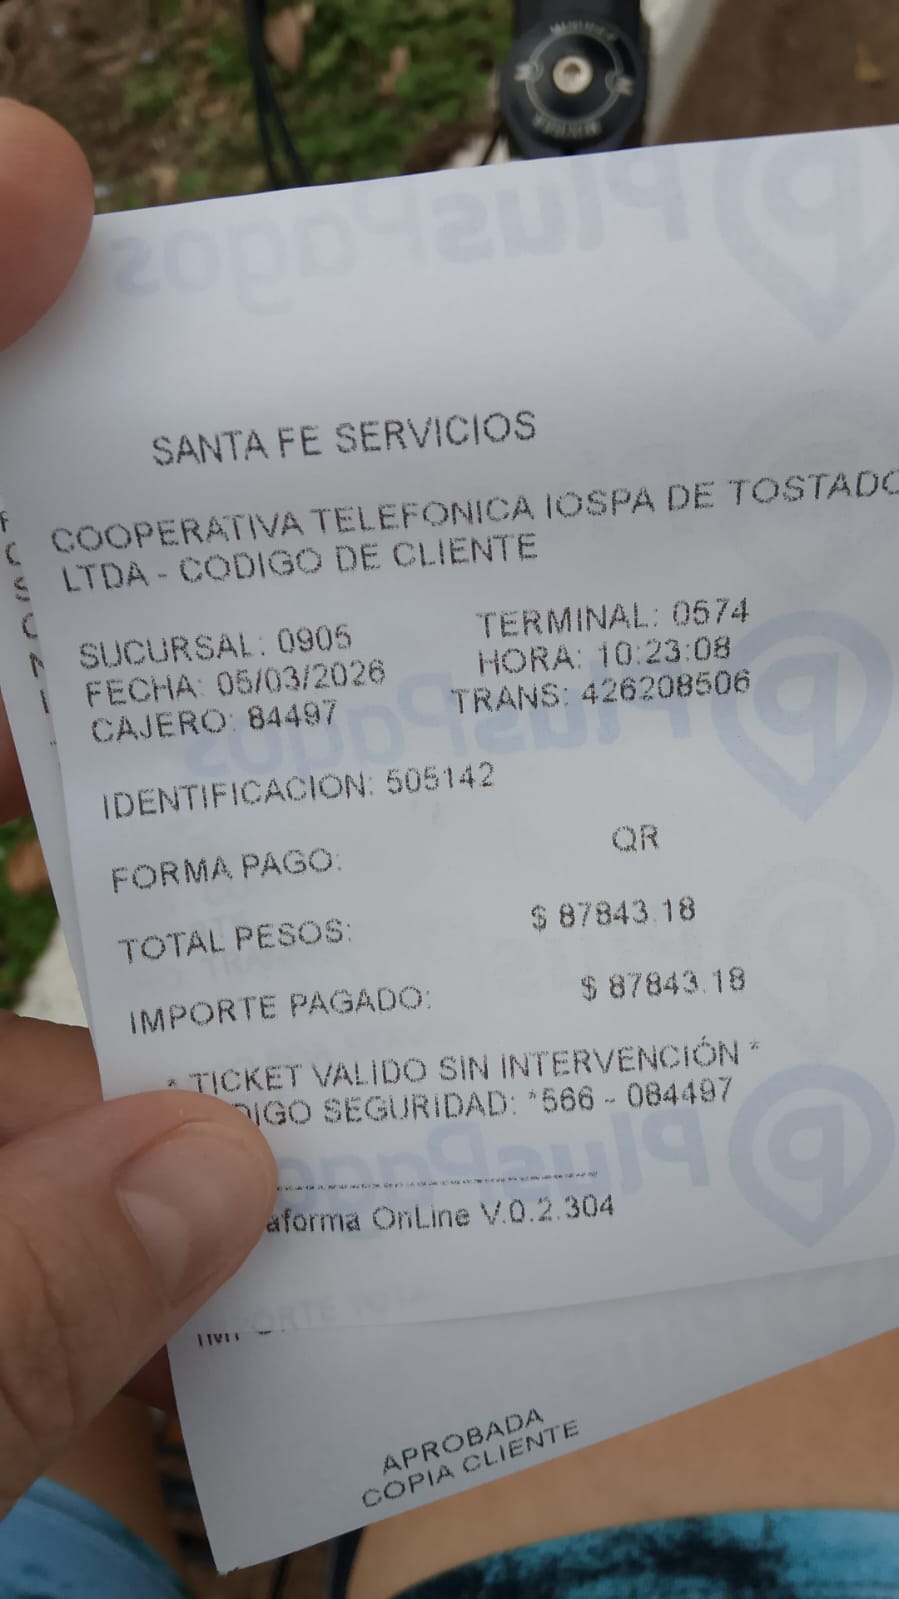 SANTA FE SERVICIOS
COOPERATIVA TELEFONICA IOSPA DE TOSTADO
LTDA - CODIGO DE CLIENTE
SUCURSAL: 0905 TERMINAL: 0574
FECHA: 05/03/2026 HORA: 10:23:08
CAJERO: 84497 TRANS: 426208506
IDENTIFICACION: 505142
FORMA PAGO: QR
TOTAL PESOS: $ 87843.18
IMPORTE PAGADO: $ 87843.18
* TICKET VALIDO SIN INTERVENCIÓN *
DIGO SEGURIDAD: *566 - 084497
aforma OnLine V.0.2.304
APROBADA
COPIA CLIENTE
PlusPagos
PlusPagos
PlusPagos